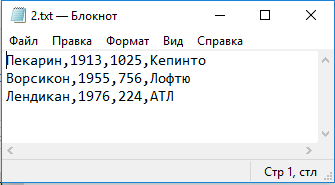 2.txt — Блокнот
Файл Правка Формат Вид Справка
Пекарин,1913,1025,Кепинто
Ворсикон,1955,756,Лофтю
Лендикан,1976,224,АТЛ
Стр 1, стл